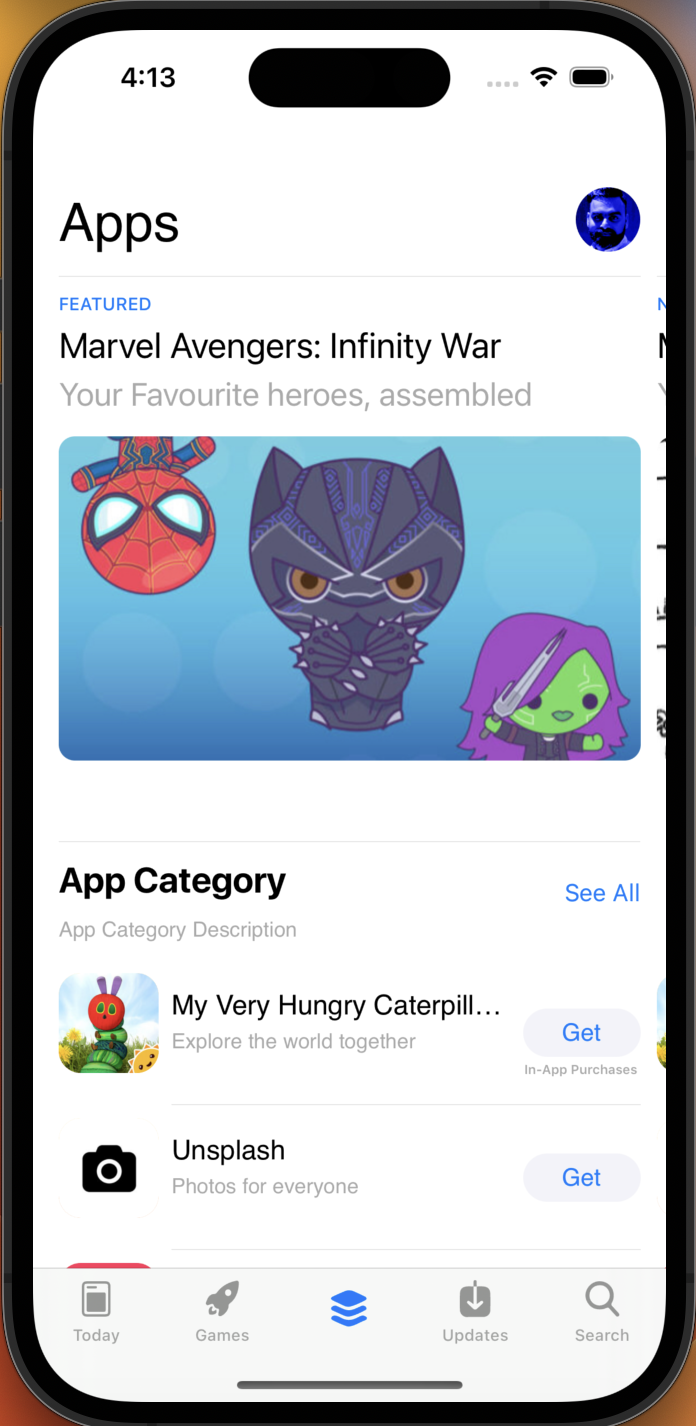 4:13
Apps
FEATURED
Marvel Avengers: Infinity War
Your Favourite heroes, assembled
App Category
See All
App Category Description
My Very Hungry Caterpill...
Explore the world together
Get
In-App Purchases
Unsplash
Photos for everyone
Get
Today
Games
Updates
Search